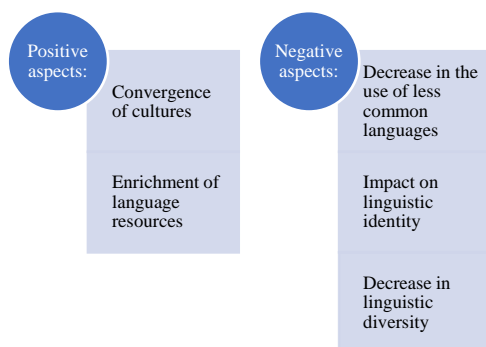 Positive
aspects:
Convergence
of cultures
Enrichment of
language
resources
Negative
aspects:
Decrease in the
use of less
common
languages
Impact on
linguistic
identity
Decrease in
linguistic
diversity